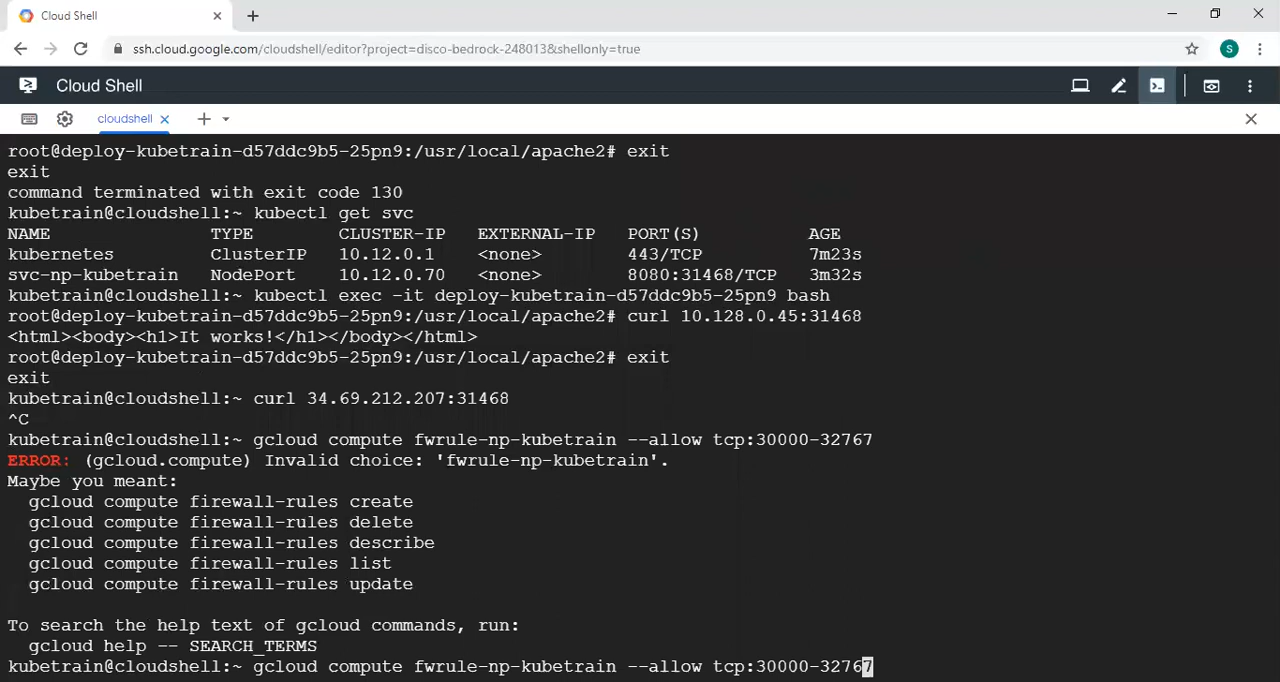 Cloud Shell
ssh.cloud.google.com/cloudshell/editor?project=disco-bedrock-248013&shellonly=true
S
Cloud Shell
cloudshell
root@deploy-kubetrain-d57ddc9b5-25pn9:/usr/local/apache2# exit
exit
command terminated with exit code 130
kubetrain@cloudshell:~ kubectl get svc
NAME TYPE CLUSTER-IP EXTERNAL-IP PORT(S) AGE
kubernetes ClusterIP 10.12.0.1 <none> 443/TCP 7m23s
svc-np-kubetrain NodePort 10.12.0.70 <none> 8080:31468/TCP 3m32s
kubetrain@cloudshell:~ kubectl exec -it deploy-kubetrain-d57ddc9b5-25pn9 bash
root@deploy-kubetrain-d57ddc9b5-25pn9:/usr/local/apache2# curl 10.128.0.45:31468
<html><body><h1>It works!</h1></body></html>
root@deploy-kubetrain-d57ddc9b5-25pn9:/usr/local/apache2# exit
exit
kubetrain@cloudshell:~ curl 34.69.212.207:31468
^C
kubetrain@cloudshell:~ gcloud compute fwrule-np-kubetrain --allow tcp:30000-32767
ERROR: (gcloud.compute) Invalid choice: 'fwrule-np-kubetrain'.
Maybe you meant:
gcloud compute firewall-rules create
gcloud compute firewall-rules delete
gcloud compute firewall-rules describe
gcloud compute firewall-rules list
gcloud compute firewall-rules update
To search the help text of gcloud commands, run:
gcloud help -- SEARCH_TERMS
kubetrain@cloudshell:~ gcloud compute fwrule-np-kubetrain --allow tcp:30000-32767